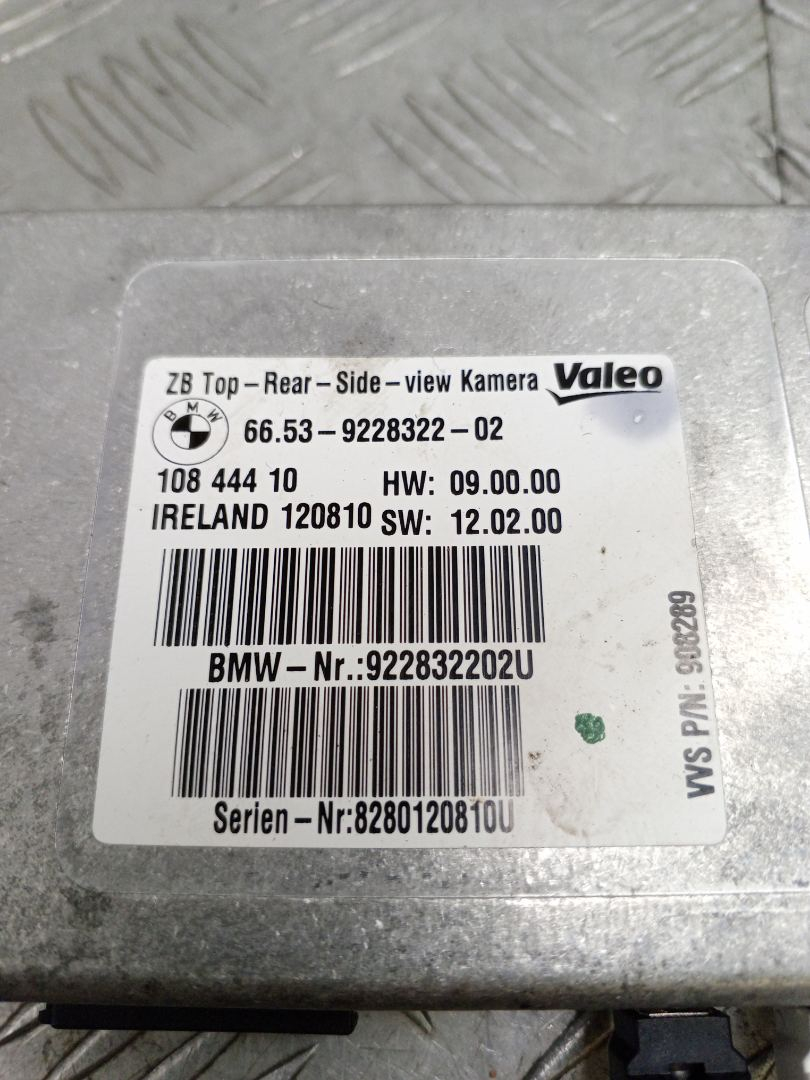 ZB Top-Rear-Side-view Kamera Valeo
BMW
66.53-9228322-02
108 444 10 HW: 09.00.00
IRELAND 120810 SW: 12.02.00
BMW-Nr.:922832202U
Serien-Nr:8280120810U
VVS P/N: 908289